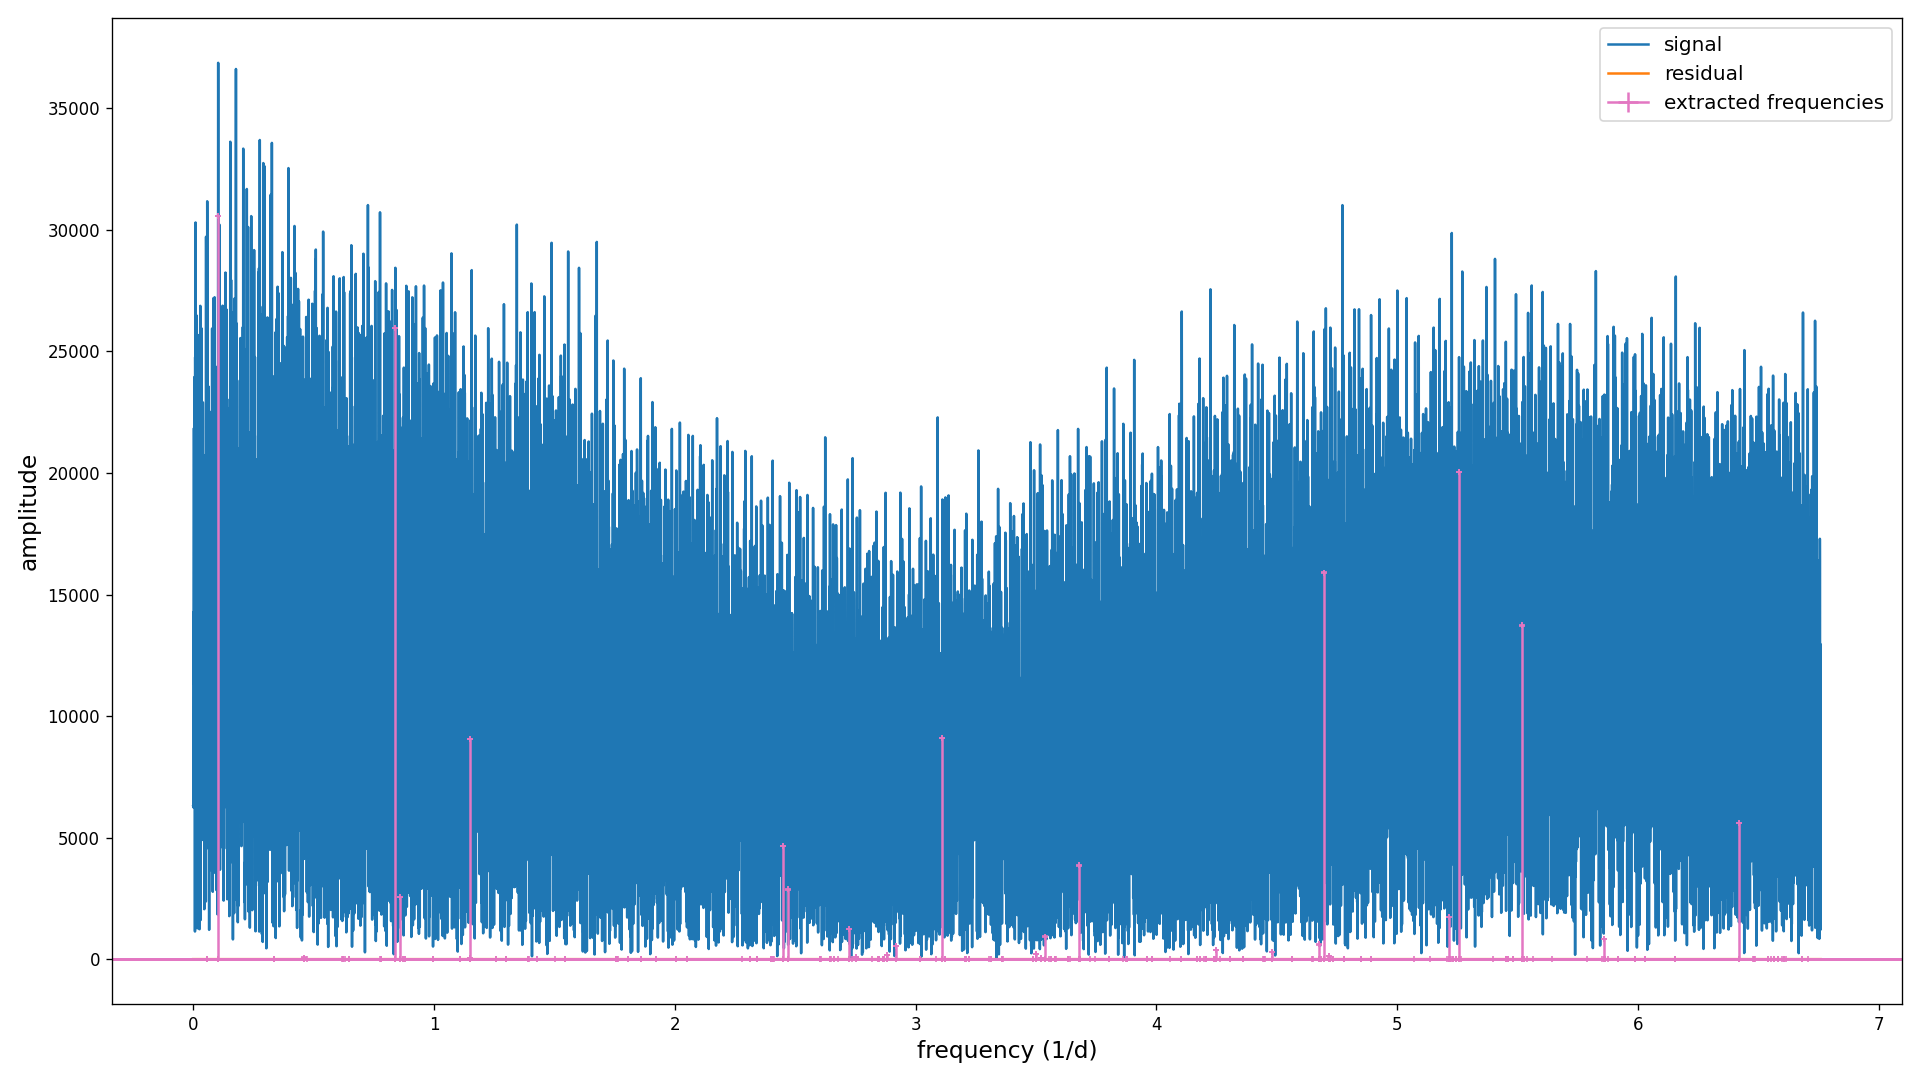 signal
residual
extracted frequencies
amplitude
35000
30000
25000
20000
15000
10000
5000
0
0 1 2 3 4 5 6 7
frequency (1/d)